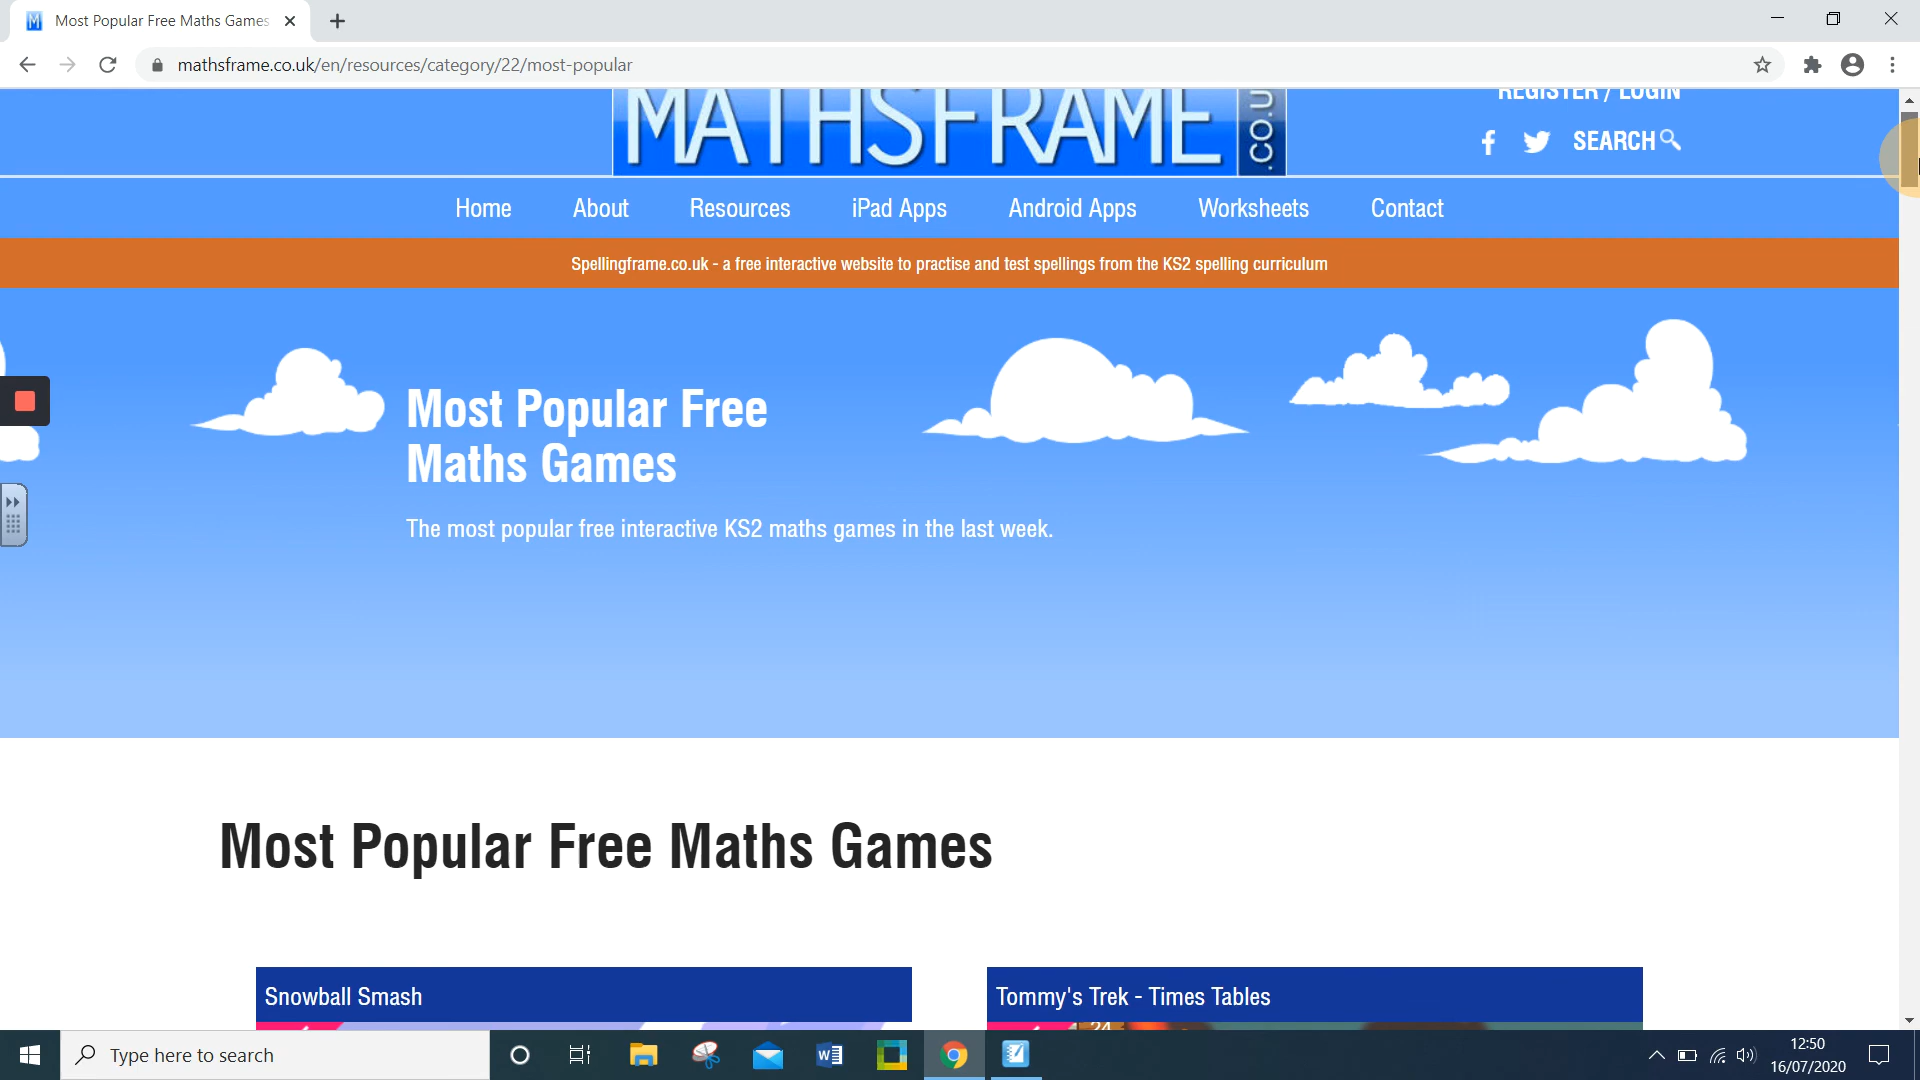 Most Popular Free Maths Games
mathsframe.co.uk/en/resources/category/22/most-popular
REGISTER / LOGIN
MATHSFRAME .CO.U
SEARCH
Home About Resources iPad Apps Android Apps Worksheets Contact
Spellingframe.co.uk - a free interactive website to practise and test spellings from the KS2 spelling curriculum
Most Popular Free
Maths Games
The most popular free interactive KS2 maths games in the last week.
Most Popular Free Maths Games
Snowball Smash
Tommy's Trek - Times Tables
24
Type here to search
12:50
16/07/2020